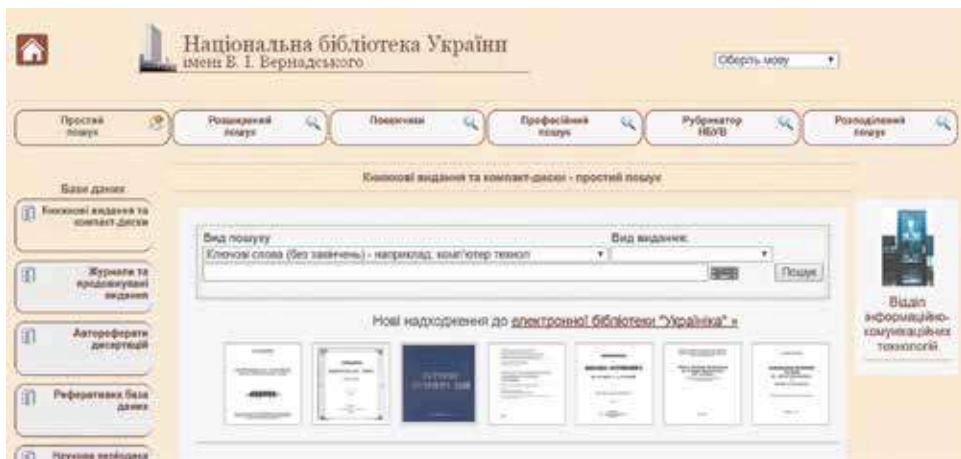 Національна бібліотека України
імені В. І. Вернадського
Оберіть мову
Простий
пошук
Розширений
пошук
Покажчики
Професійний
пошук
Рубрикатор
НБУВ
Розподілений
пошук
Книжкові видання та компакт-диски - простий пошук
Бази даних
Книжкові видання та
компакт-диски
Журнали та
продовжувані
видання
Автореферати
дисертацій
Реферативна база
даних
Наукова періодика
Вид пошуку
Вид видання:
Ключові слова (без закінчень) - наприклад, комп'ютер технол
Пошук
Нові надходження до електронної бібліотеки "Україніка" »
Відділ
інформаційно-
комунікаційних
технологій